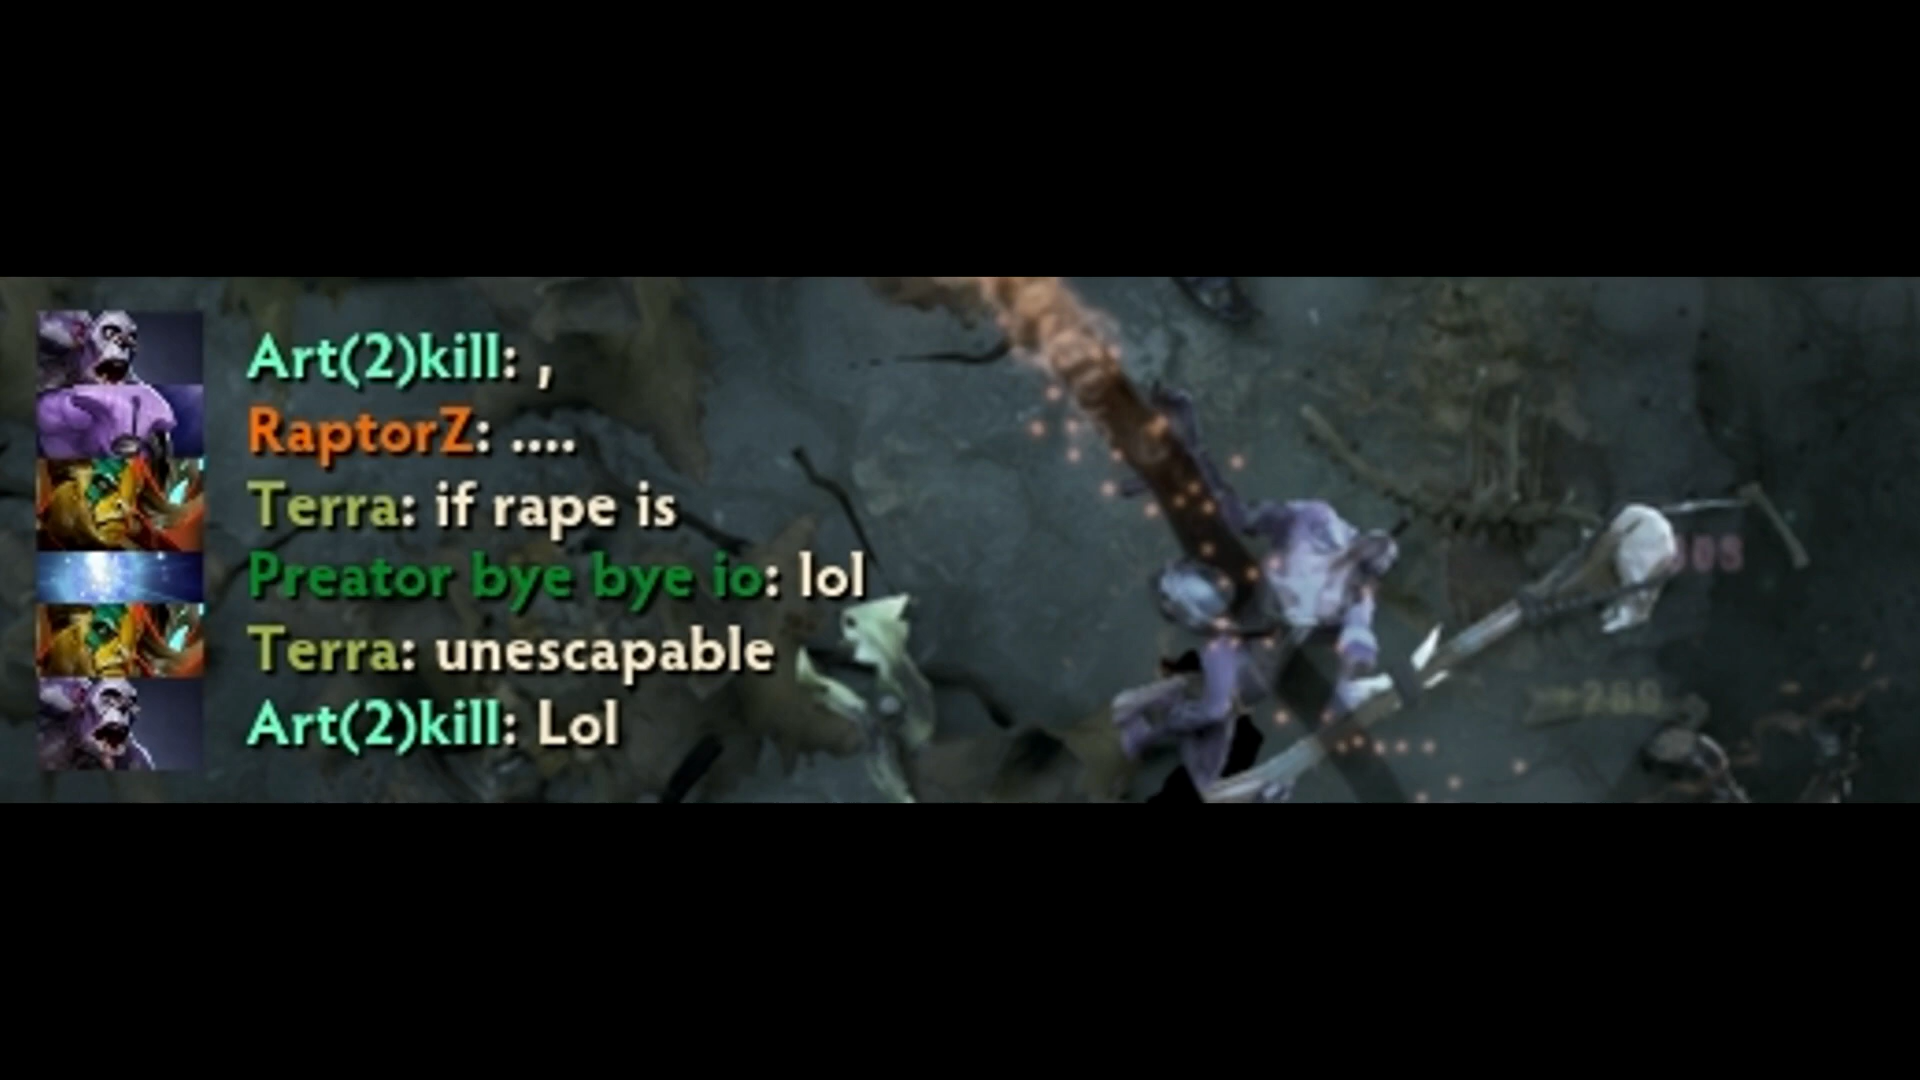 Art(2)kill: ,
RaptorZ: ....
Terra: if rape is
Preator bye bye io: lol
Terra: unescapable
Art(2)kill: Lol